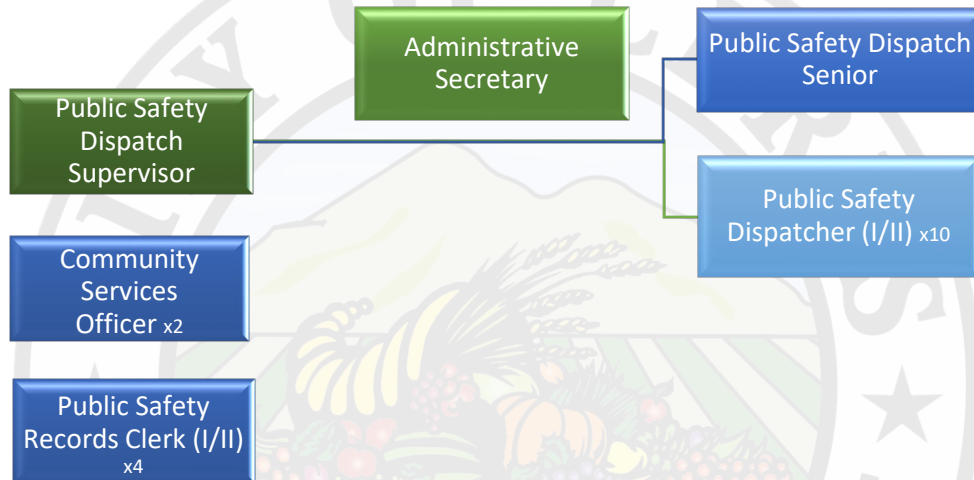 Administrative
Secretary
Public Safety Dispatch
Senior
Public Safety
Dispatch
Supervisor
Public Safety
Dispatcher (I/II) x10
Community
Services
Officer x2
Public Safety
Records Clerk (I/II)
x4